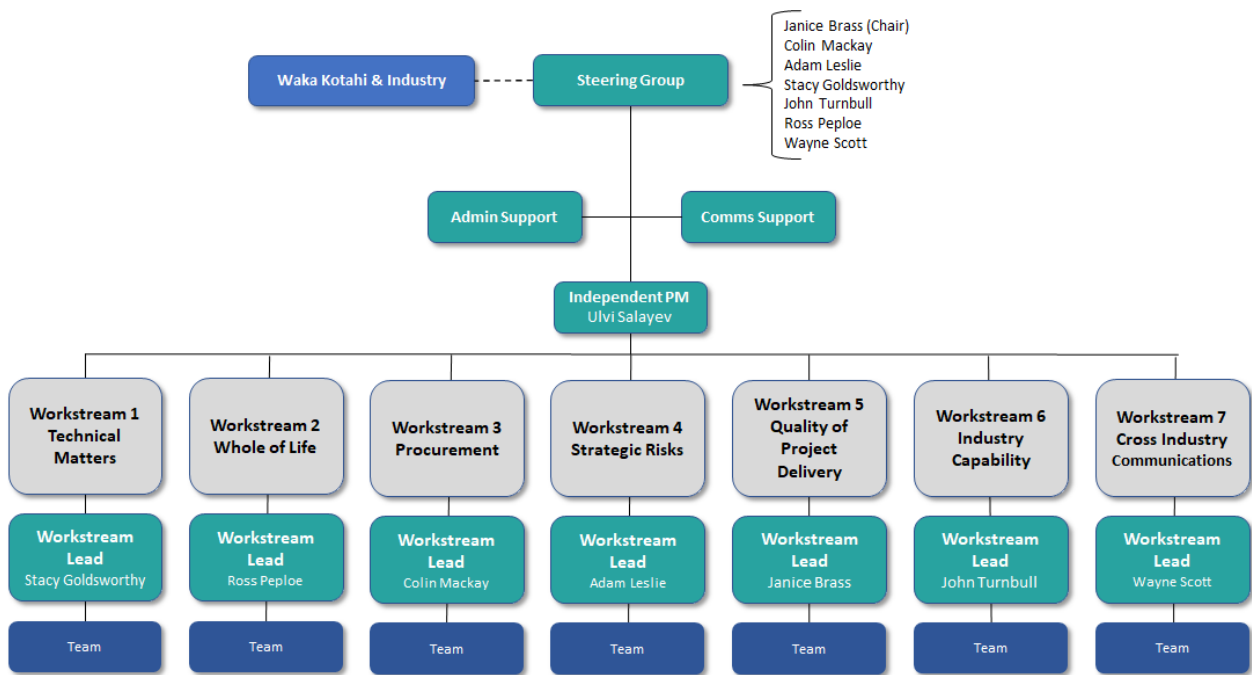 Janice Brass (Chair)
Colin Mackay
Adam Leslie
Stacy Goldsworthy
John Turnbull
Ross Peploe
Wayne Scott
Waka Kotahi & Industry
Steering Group
Admin Support
Comms Support
Independent PM
Ulvi Salayev
Workstream 1
Technical
Matters
Workstream 2
Whole of Life
Workstream 3
Procurement
Workstream 4
Strategic Risks
Workstream 5
Quality of
Project
Delivery
Workstream 6
Industry
Capability
Workstream 7
Cross Industry
Communications
Workstream
Lead
Stacy Goldsworthy
Workstream
Lead
Ross Peploe
Workstream
Lead
Colin Mackay
Workstream
Lead
Adam Leslie
Workstream
Lead
Janice Brass
Workstream
Lead
John Turnbull
Workstream
Lead
Wayne Scott
Team
Team
Team
Team
Team
Team
Team